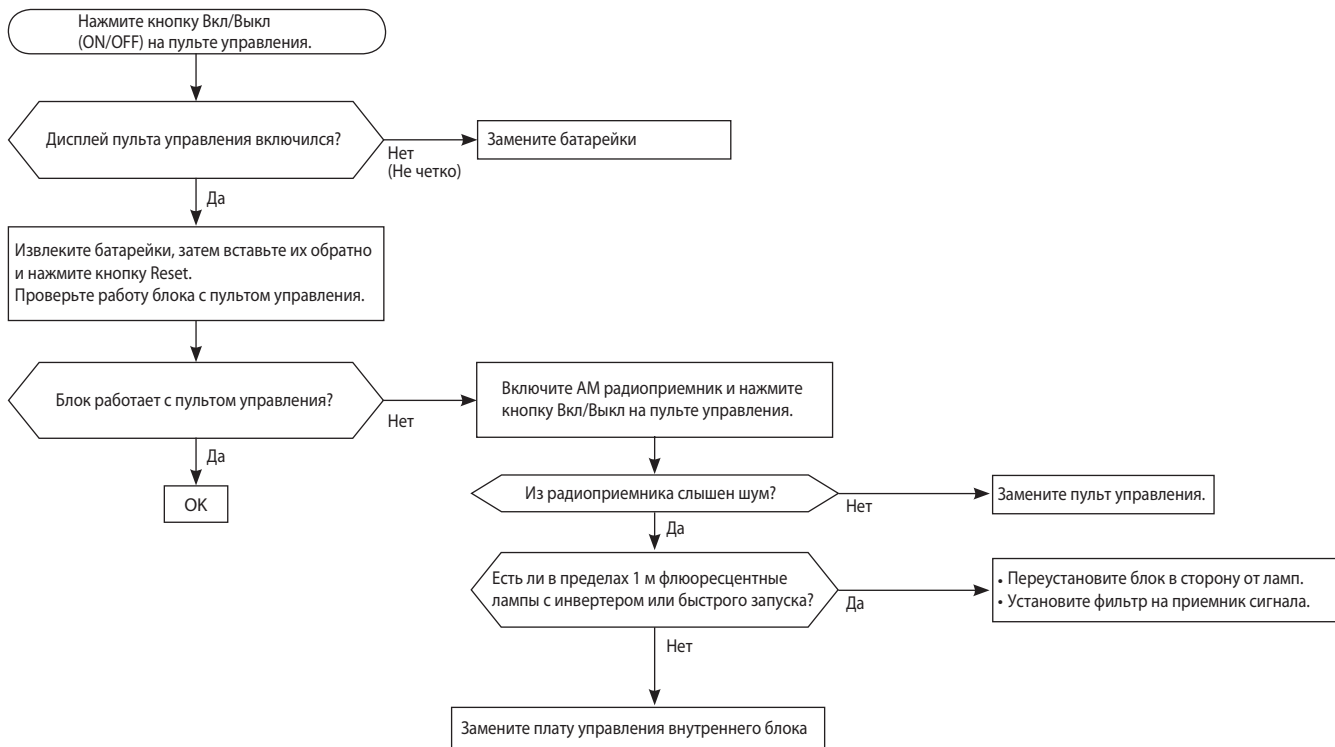 Нажмите кнопку Вкл/Выкл
(ON/OFF) на пульте управления.
Дисплей пульта управления включился?
Нет
(Не четко)
Замените батарейки
Да
Извлеките батарейки, затем вставьте их обратно
и нажмите кнопку Reset.
Проверьте работу блока с пультом управления.
Блок работает с пультом управления?
Нет
Включите АМ радиоприемник и нажмите
кнопку Вкл/Выкл на пульте управления.
Да
OK
Из радиоприемника слышен шум?
Нет
Замените пульт управления.
Да
Есть ли в пределах 1 м флюоресцентные
лампы с инвертером или быстрого запуска?
Да
• Переустановите блок в сторону от ламп.
• Установите фильтр на приемник сигнала.
Нет
Замените плату управления внутреннего блока